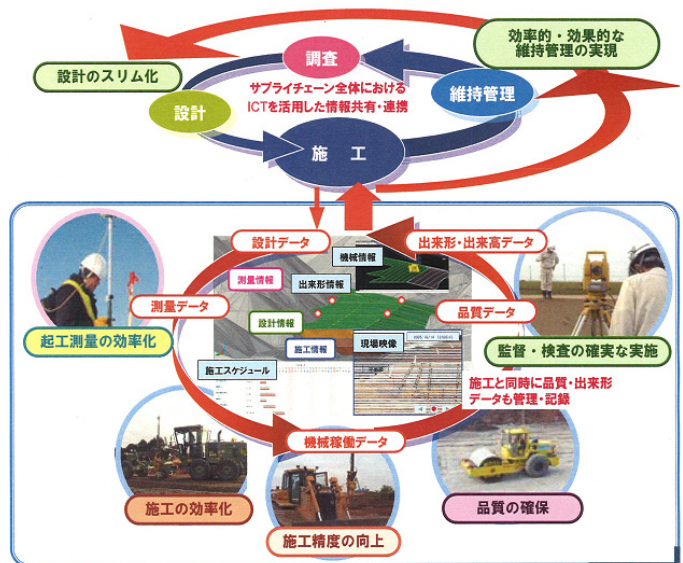 効率的・効果的な
維持管理の実現
調査
設計のスリム化
サプライチェーン全体における
ICTを活用した情報共有・連携
維持管理
設計
施 工
設計データ
出来形・出来高データ
機械情報
測量情報
出来形情報
測量データ
品質データ
設計情報
起工測量の効率化
現場映像
施工情報
監督・検査の確実な実施
施工スケジュール
施工と同時に品質・出来形
データも管理・記録
機械稼働データ
施工の効率化
品質の確保
施工精度の向上